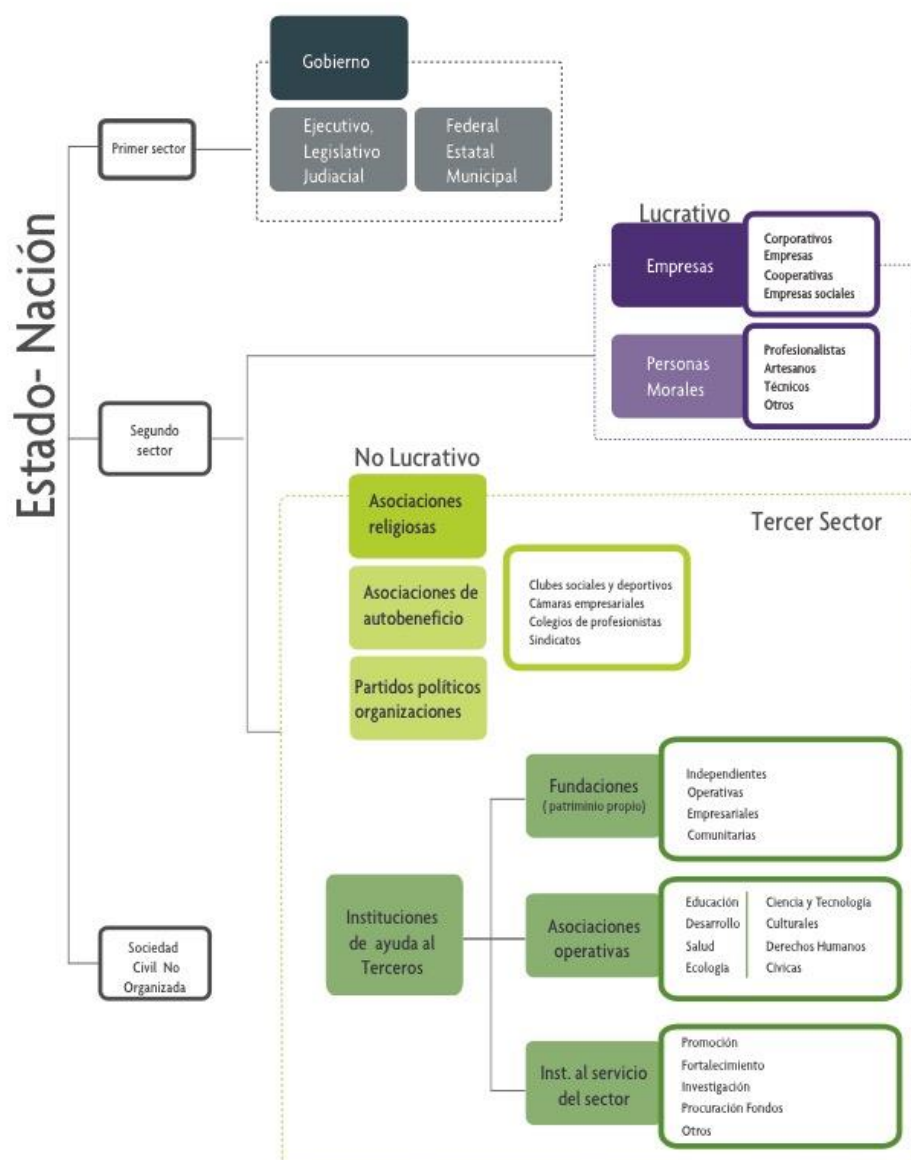 Estado- Nación
Primer sector
Gobierno
Ejecutivo,
Legislativo
Judiacial
Federal
Estatal
Municipal
Segundo
sector
Lucrativo
Empresas
Corporativos
Empresas
Cooperativas
Empresas sociales
Personas
Morales
Profesionalistas
Artesanos
Técnicos
Otros
No Lucrativo
Tercer Sector
Asociaciones
religiosas
Asociaciones de
autobeneficio
Clubes sociales y deportivos
Cámaras empresariales
Colegios de profesionistas
Sindicatos
Partidos políticos
organizaciones
Instituciones
de ayuda al
Terceros
Fundaciones
( patriminio propio)
Independientes
Operativas
Empresariales
Comunitarias
Asociaciones
operativas
Educación
Desarrollo
Salud
Ecología
Ciencia y Tecnología
Culturales
Derechos Humanos
Cívicas
Inst. al servicio
del sector
Promoción
Fortalecimiento
Investigación
Procuración Fondos
Otros
Sociedad
Civil No
Organizada